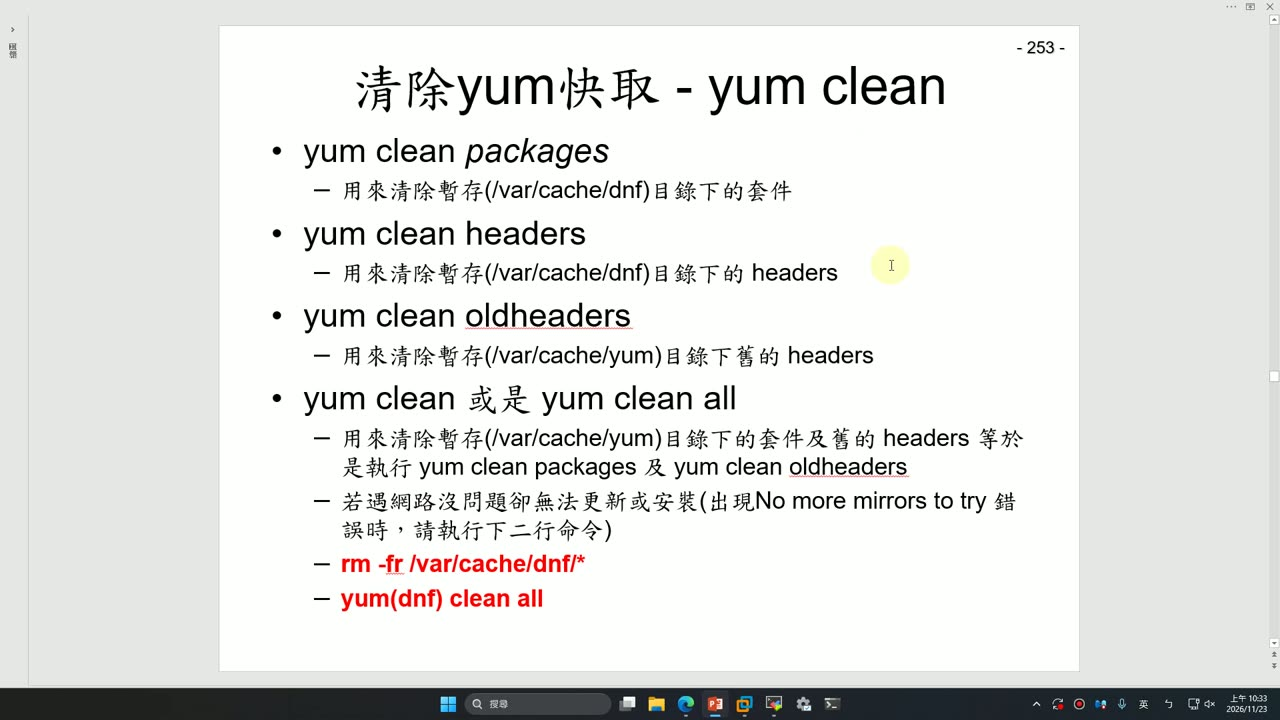 - 253 -
清除yum快取 - yum clean
• yum clean packages
– 用來清除暫存(/var/cache/dnf)目錄下的套件
• yum clean headers
– 用來清除暫存(/var/cache/dnf)目錄下的 headers
• yum clean oldheaders
– 用來清除暫存(/var/cache/yum)目錄下舊的 headers
• yum clean 或是 yum clean all
– 用來清除暫存(/var/cache/yum)目錄下的套件及舊的 headers 等於
是執行 yum clean packages 及 yum clean oldheaders
– 若遇網路沒問題卻無法更新或安裝(出現No more mirrors to try 錯
誤時，請執行下二行命令)
– rm -fr /var/cache/dnf/*
– yum(dnf) clean all
搜尋
英
ㄅ
上午 10:33
2026/11/23